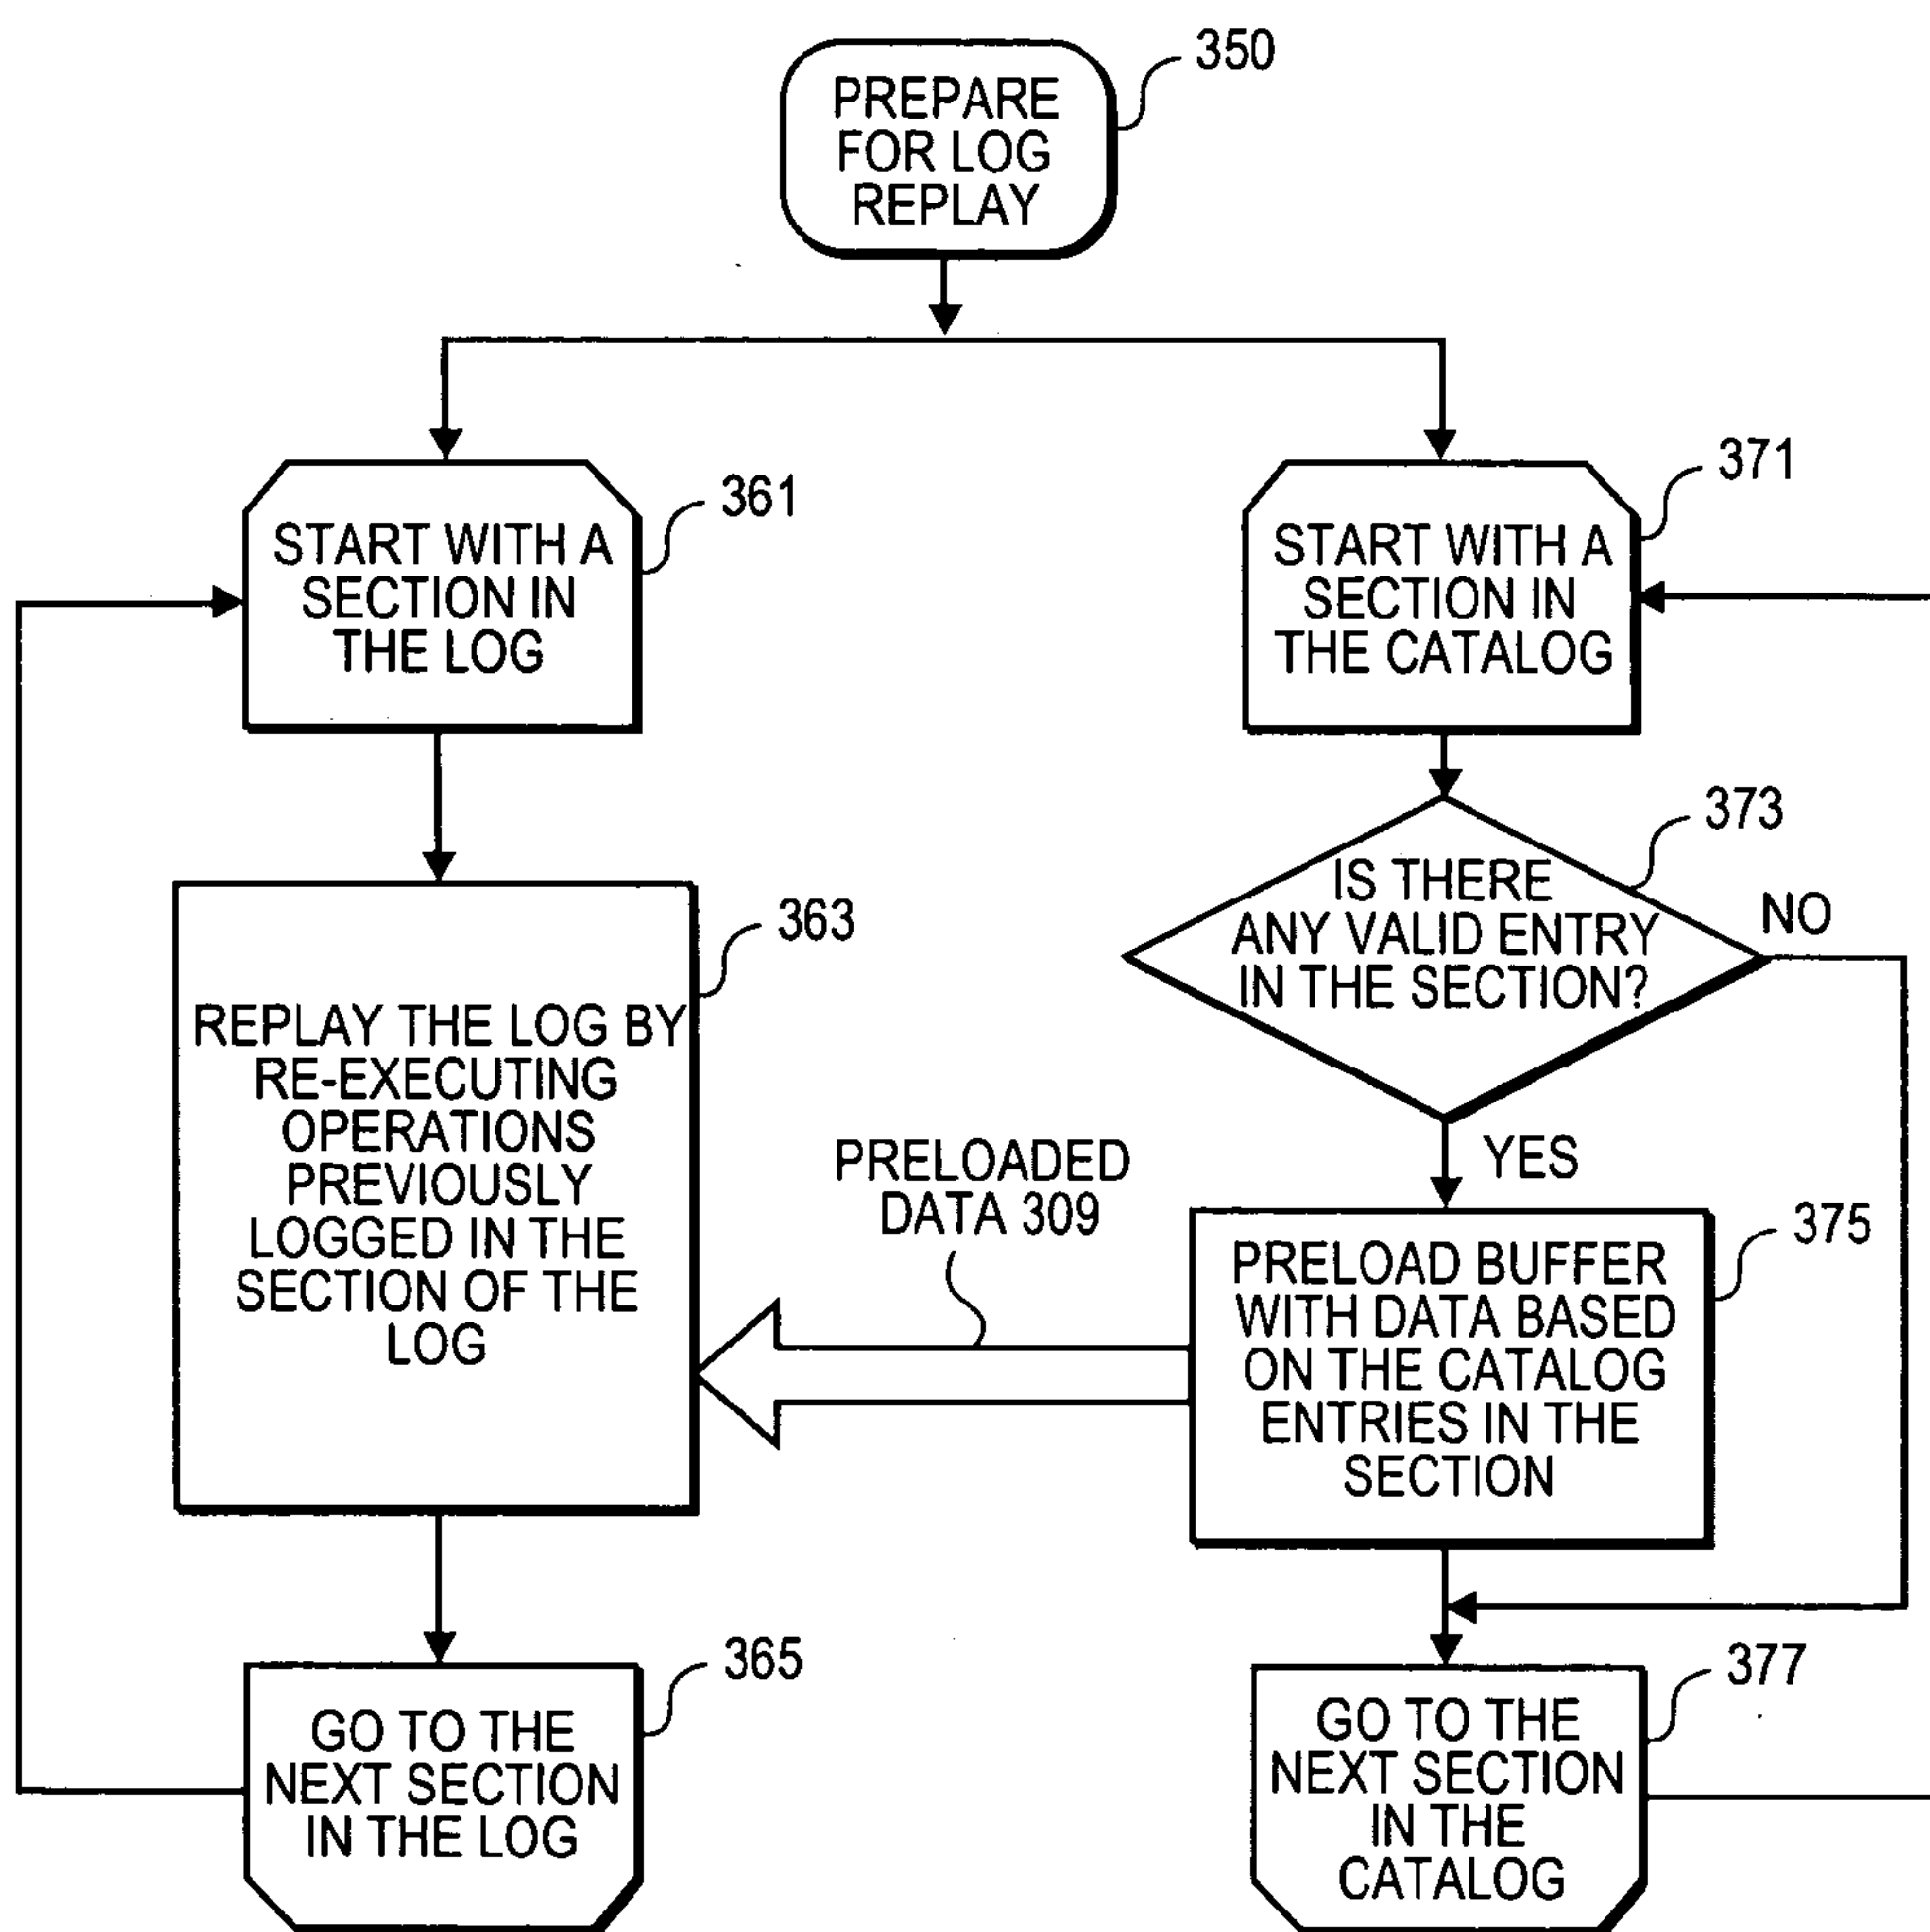 350
PREPARE
FOR LOG
REPLAY
361
START WITH A
SECTION IN
THE LOG
363
REPLAY THE LOG BY
RE-EXECUTING
OPERATIONS
PREVIOUSLY
LOGGED IN THE
SECTION OF THE
LOG
365
GO TO THE
NEXT SECTION
IN THE LOG
371
START WITH A
SECTION IN
THE CATALOG
373
IS THERE
ANY VALID ENTRY
IN THE SECTION?
NO
YES
PRELOADED
DATA 309
375
PRELOAD BUFFER
WITH DATA BASED
ON THE CATALOG
ENTRIES IN THE
SECTION
377
GO TO THE
NEXT SECTION
IN THE
CATALOG